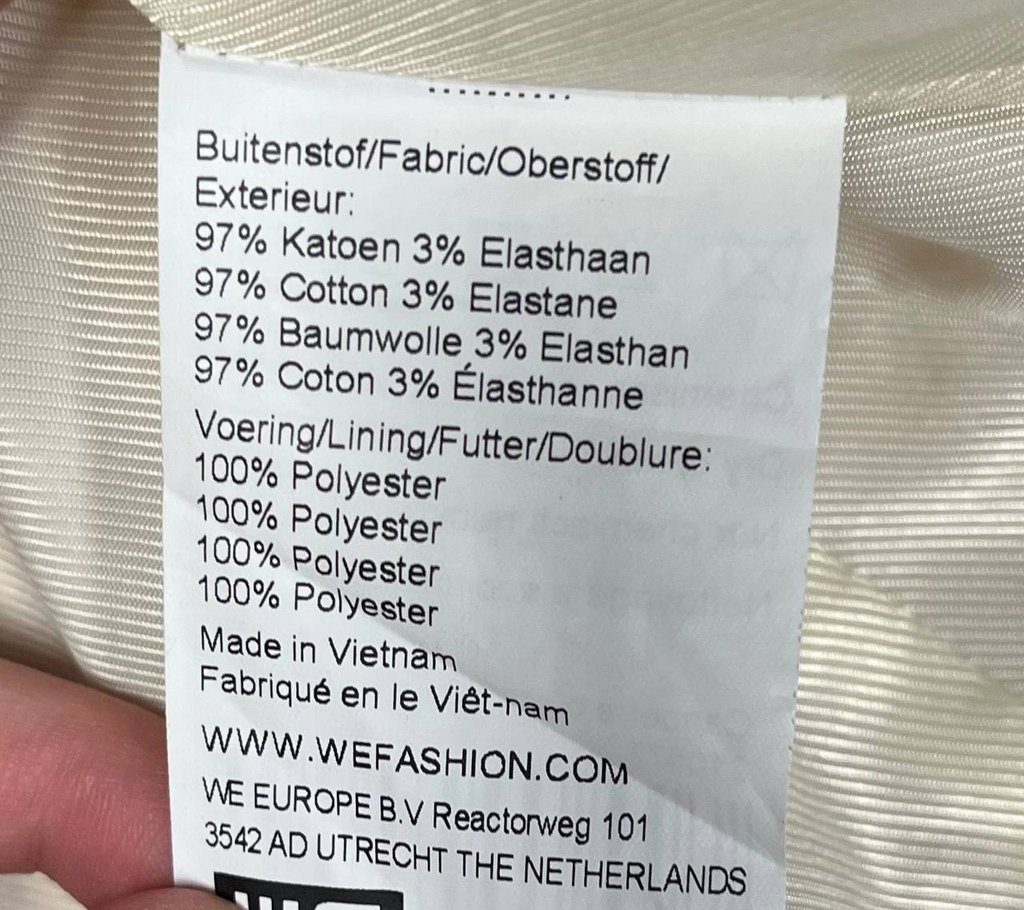 Buitenstof/Fabric/Oberstoff/
Exterieur:
97% Katoen 3% Elasthaan
97% Cotton 3% Elastane
97% Baumwolle 3% Elasthan
97% Coton 3% Élasthanne
Voering/Lining/Futter/Doublure:
100% Polyester
100% Polyester
100% Polyester
100% Polyester
Made in Vietnam
Fabriqué en le Viêt-nam
WWW.WEFASHION.COM
WE EUROPE B.V Reactorweg 101
3542 AD UTRECHT THE NETHERLANDS